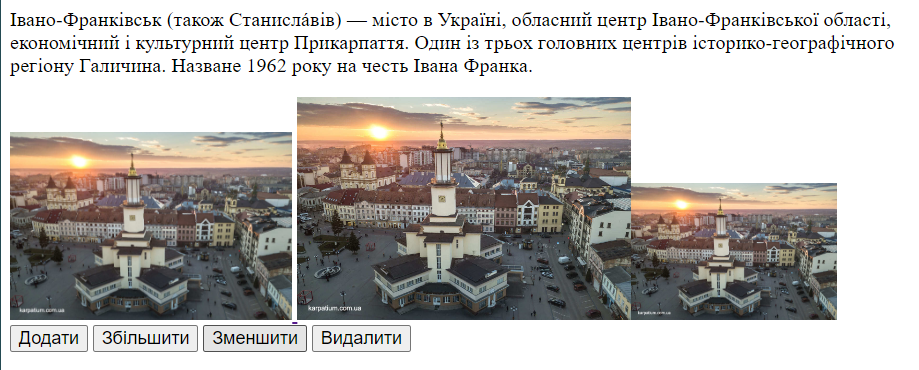 Івано-Франківськ (також Станисла́вів) — місто в Україні, обласний центр Івано-Франківської області,
економічний і культурний центр Прикарпаття. Один із трьох головних центрів історико-географічного
регіону Галичина. Назване 1962 року на честь Івана Франка.
karpatium.com.ua karpatium.com.ua karpatium.com.ua
Додати Збільшити Зменшити Видалити